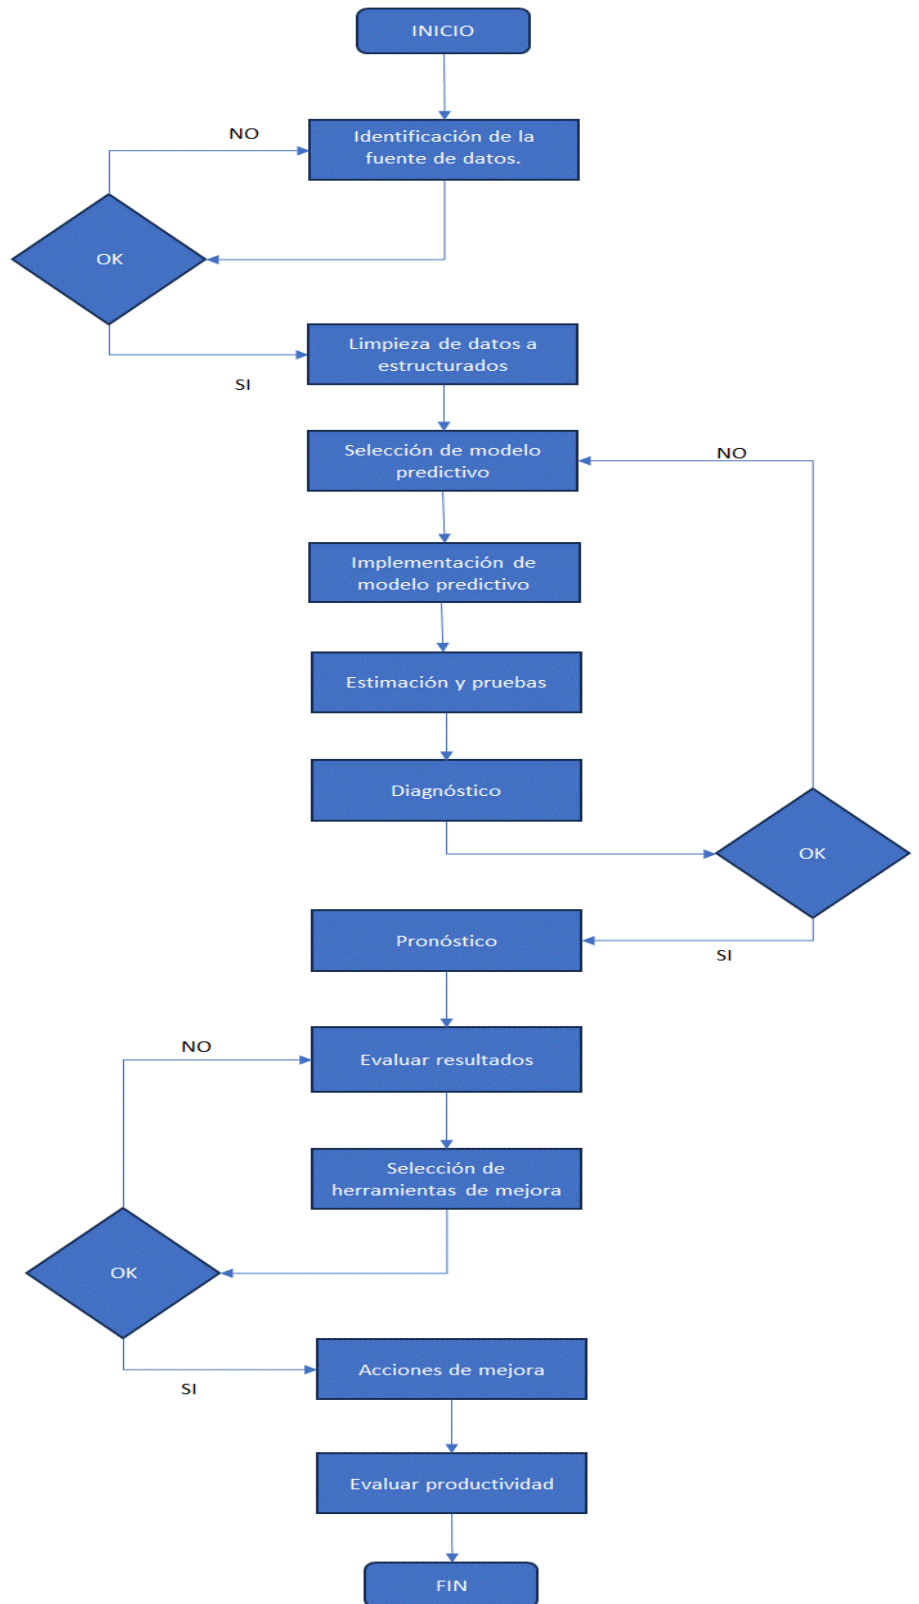 INICIO
NO
Identificación de la
fuente de datos.
OK
Limpieza de datos a
estructurados
SI
Selección de modelo
predictivo
NO
Implementación de
modelo predictivo
Estimación y pruebas
Diagnóstico
OK
Pronóstico
SI
NO
Evaluar resultados
Selección de
herramientas de mejora
OK
Acciones de mejora
SI
Evaluar productividad
FIN